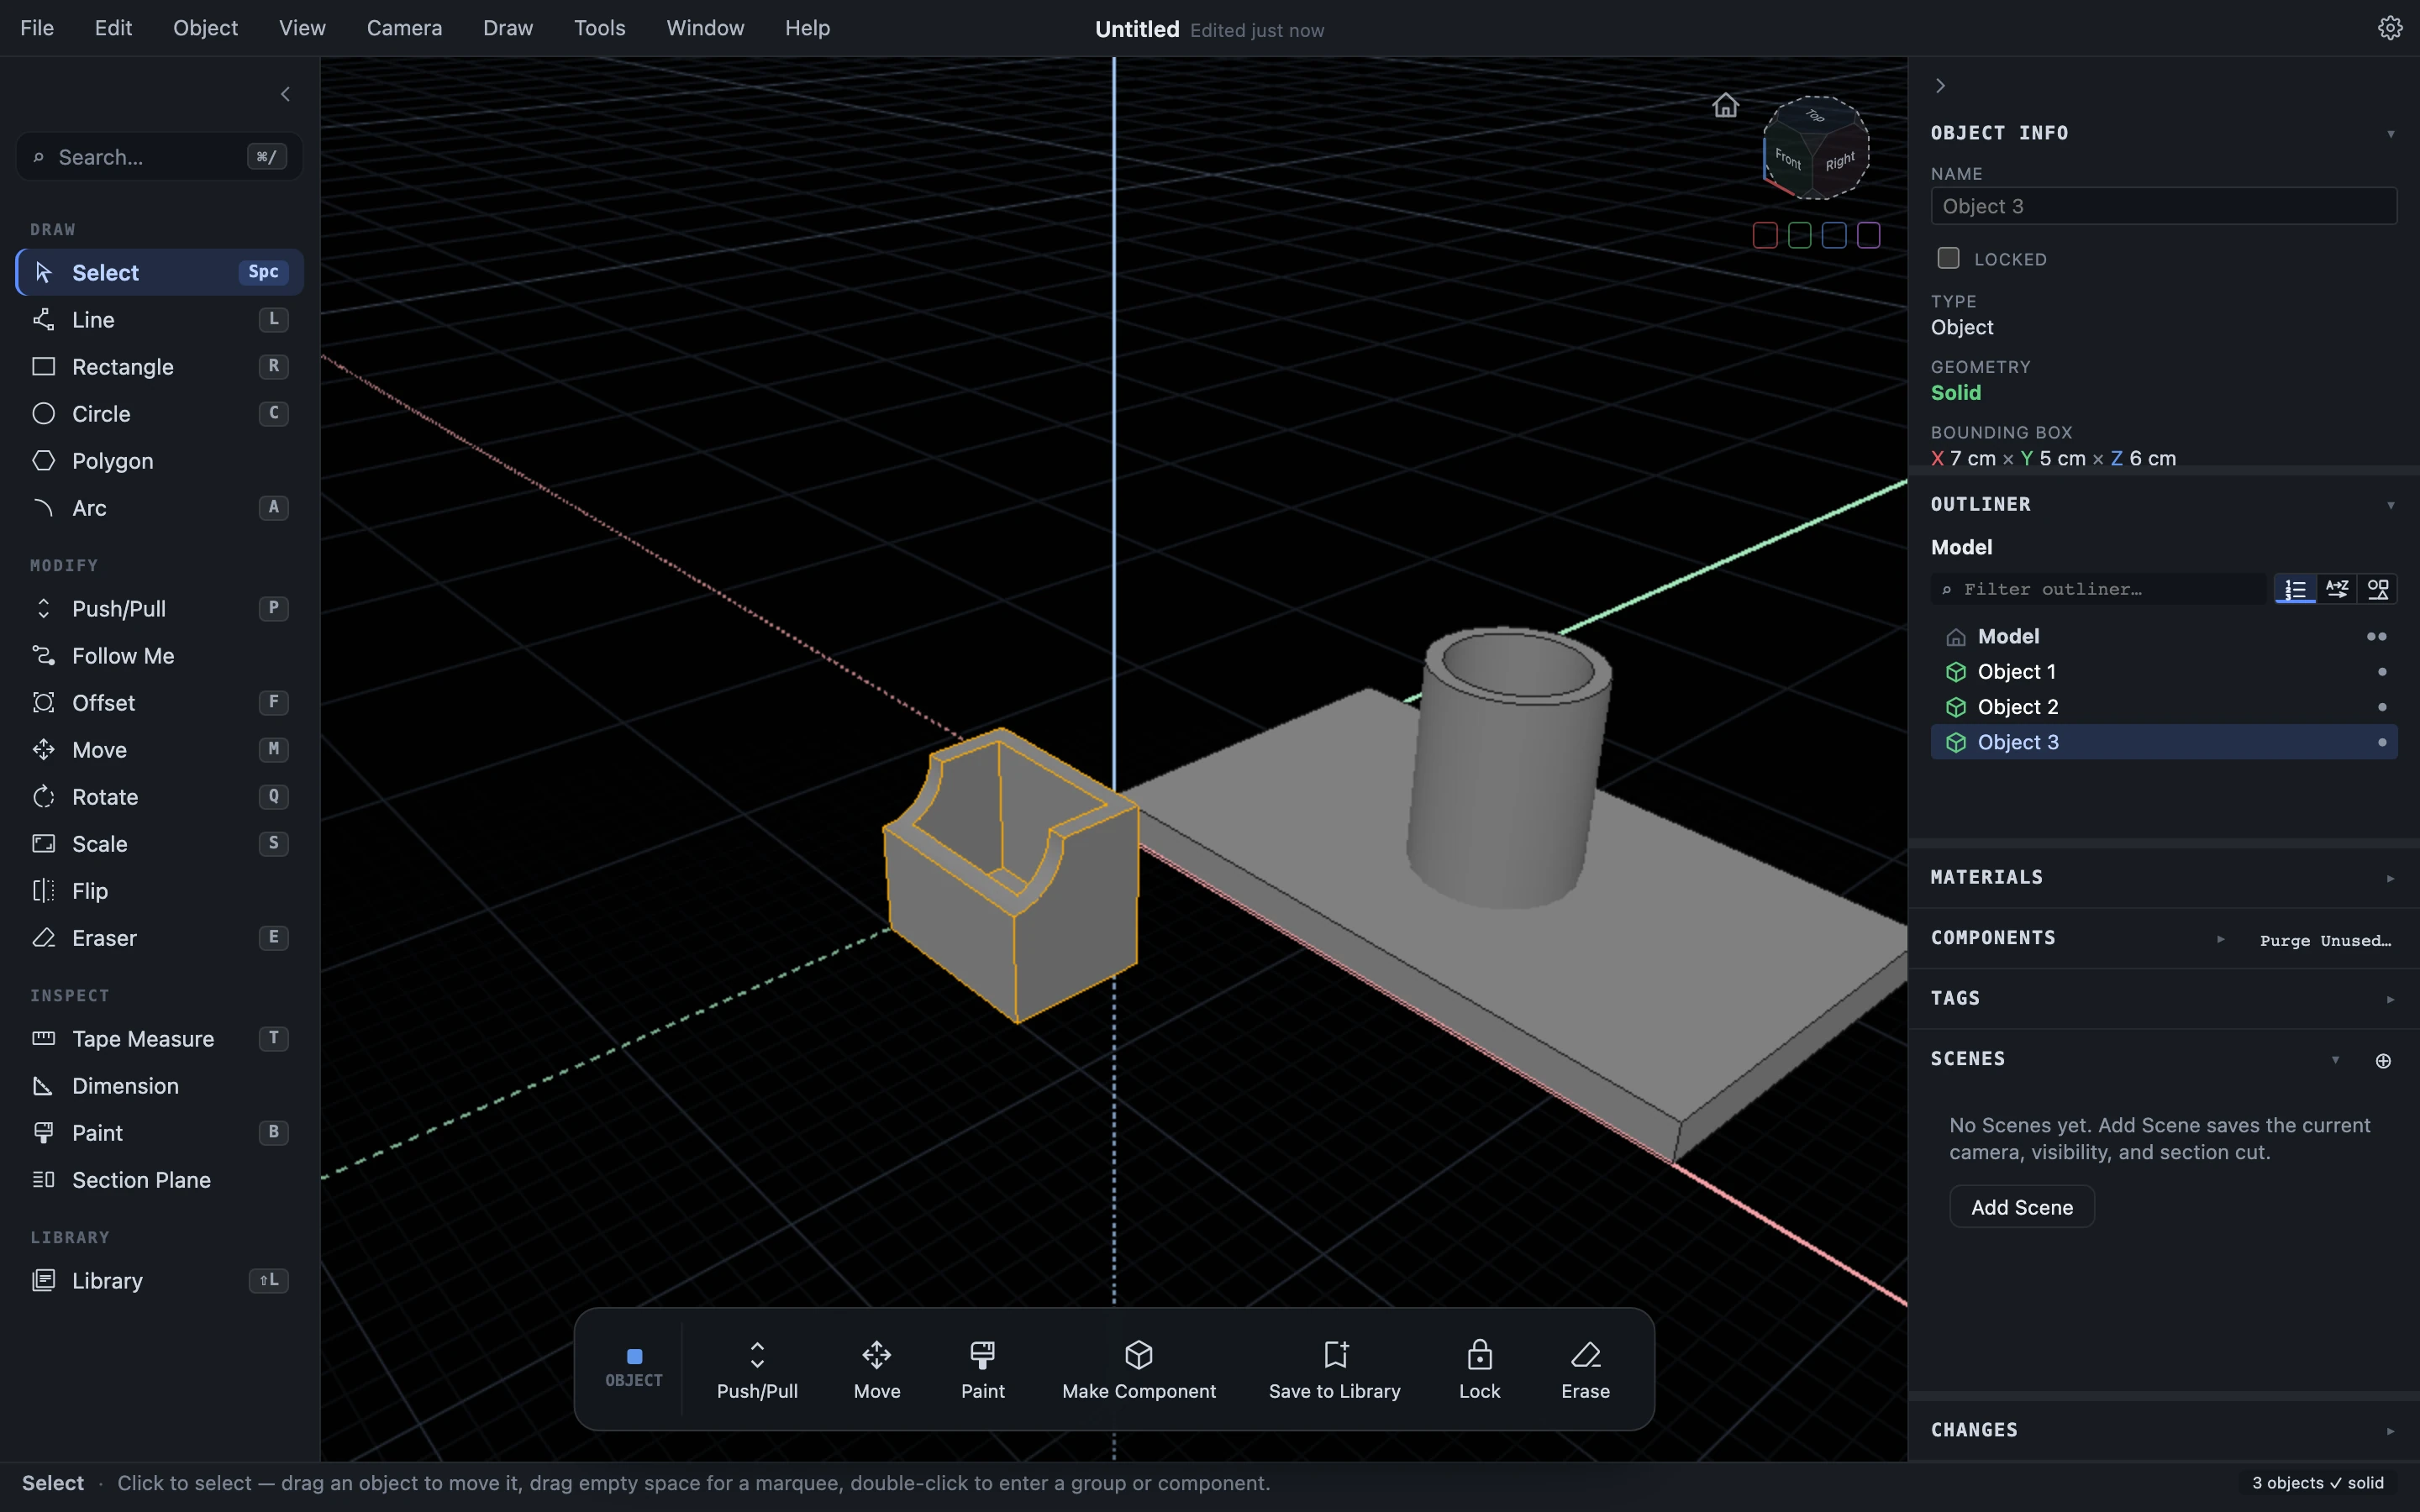 File Edit Object View Camera Draw Tools Window Help
Untitled Edited just now
Search... ⌘/
DRAW
Select Spc
Line L
Rectangle R
Circle C
Polygon
Arc A
MODIFY
Push/Pull P
Follow Me
Offset F
Move M
Rotate Q
Scale S
Flip
Eraser E
INSPECT
Tape Measure T
Dimension
Paint B
Section Plane
LIBRARY
Library ⇧L
Top
Front
Right
OBJECT
Push/Pull
Move
Paint
Make Component
Save to Library
Lock
Erase
OBJECT INFO
NAME
Object 3
LOCKED
TYPE
Object
GEOMETRY
Solid
BOUNDING BOX
X 7 cm × Y 5 cm × Z 6 cm
OUTLINER
Model
Filter outliner…
Model
Object 1
Object 2
Object 3
MATERIALS
COMPONENTS
Purge Unused…
TAGS
SCENES
No Scenes yet. Add Scene saves the current
camera, visibility, and section cut.
Add Scene
CHANGES
Select · Click to select — drag an object to move it, drag empty space for a marquee, double-click to enter a group or component.
3 objects ✓ solid